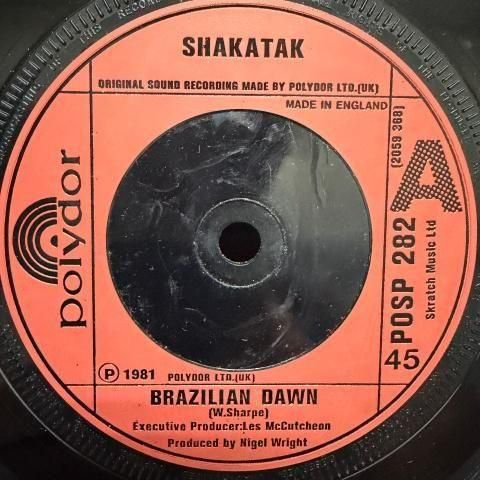 SHAKATAK
ORIGINAL SOUND RECORDING MADE BY POLYDOR LTD.(UK)
MADE IN ENGLAND
polydor
(2059 368)
A
POSP 282
Skratch Music Ltd
45
P 1981 POLYDOR LTD.(UK)
BRAZILIAN DAWN
(W.Sharpe)
Executive Producer:Les McCutcheon
Produced by Nigel Wright